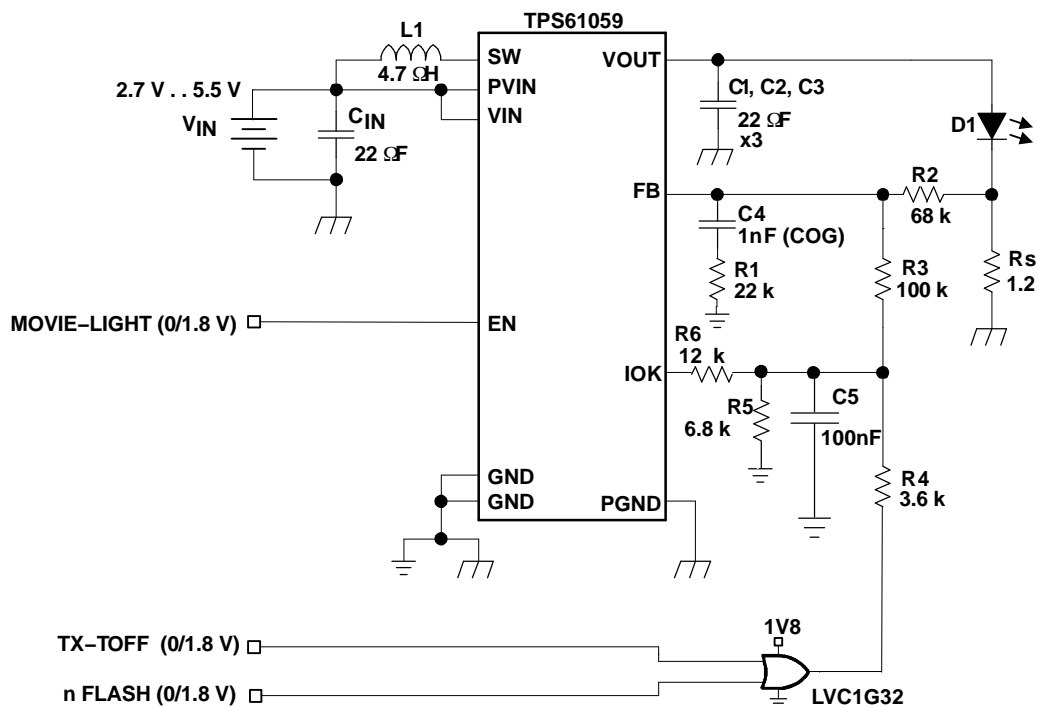 TPS61059
L1
4.7 ΩH
SW
PVIN
VIN
2.7 V . . 5.5 V
VIN
CIN
22 ΩF
VOUT
C1, C2, C3
22 ΩF
x3
D1
FB
R2
68 k
C4
1nF (COG)
R1
22 k
R3
100 k
Rs
1.2
MOVIE–LIGHT (0/1.8 V)
EN
R6
12 k
IOK
R5
6.8 k
C5
100nF
R4
3.6 k
GND
GND
PGND
TX–TOFF (0/1.8 V)
1V8
n FLASH (0/1.8 V)
LVC1G32